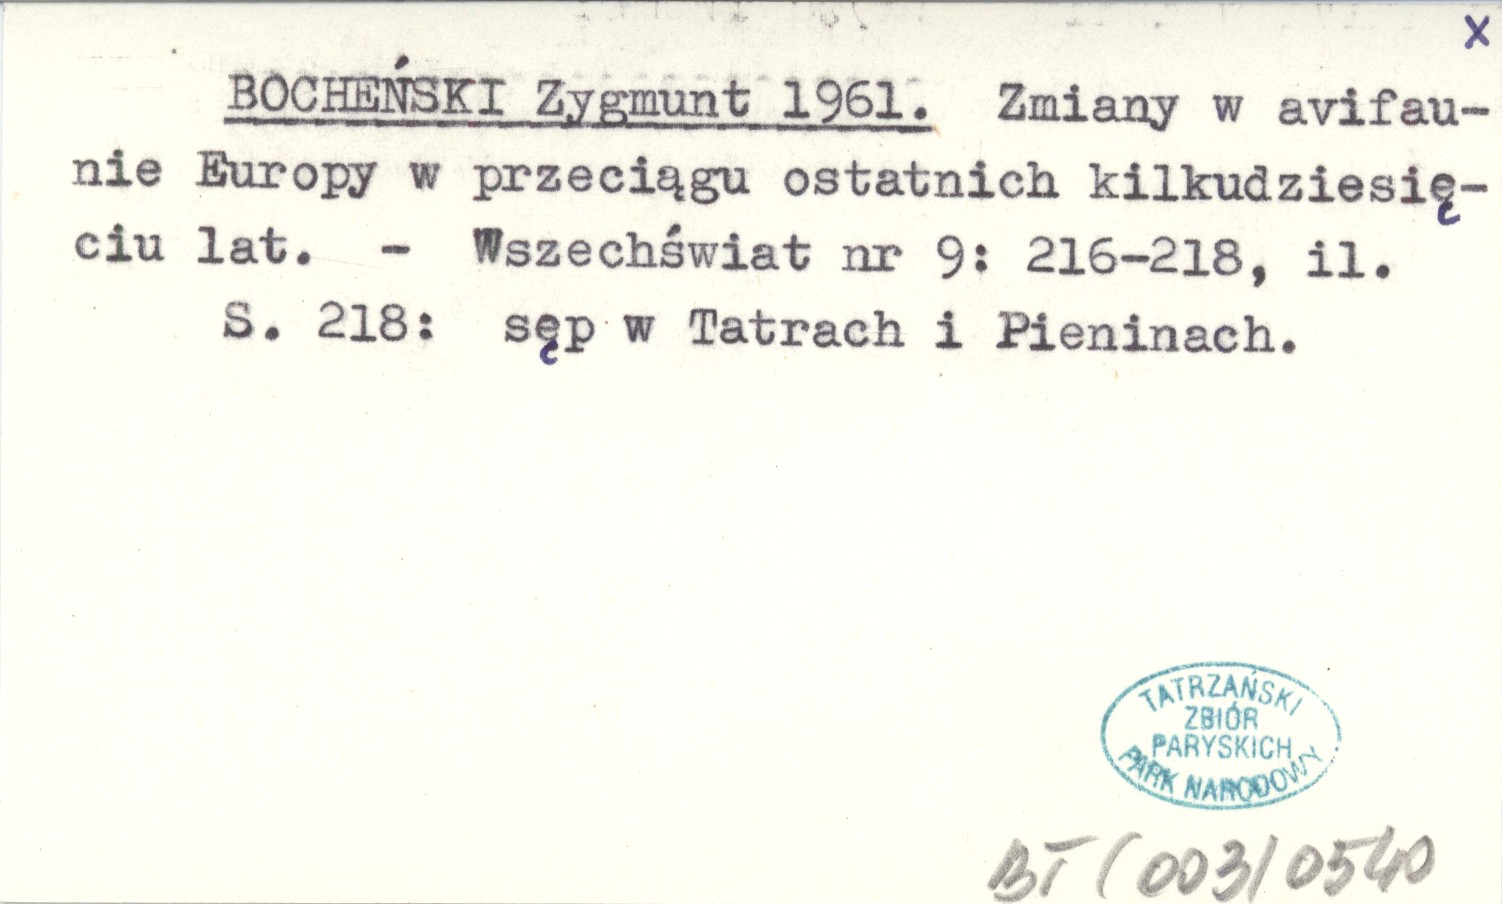 x
BOCHEŃSKI Zygmunt 1961. Zmiany w avifau-
nie Europy w przeciągu ostatnich kilkudziesię-
ciu lat. - Wszechświat nr 9: 216-218, il.
S. 218: sęp w Tatrach i Pieninach.
TATRZAŃSKI
ZBIÓR
PARYSKICH
PARK NARODOWY
BT (003) 0540